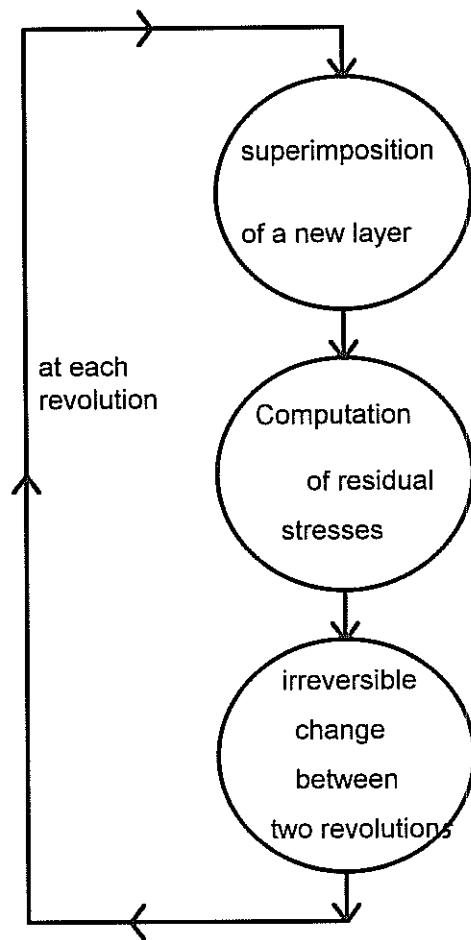 superimposition
of a new layer
at each
revolution
Computation
of residual
stresses
irreversible
change
between
two revolutions